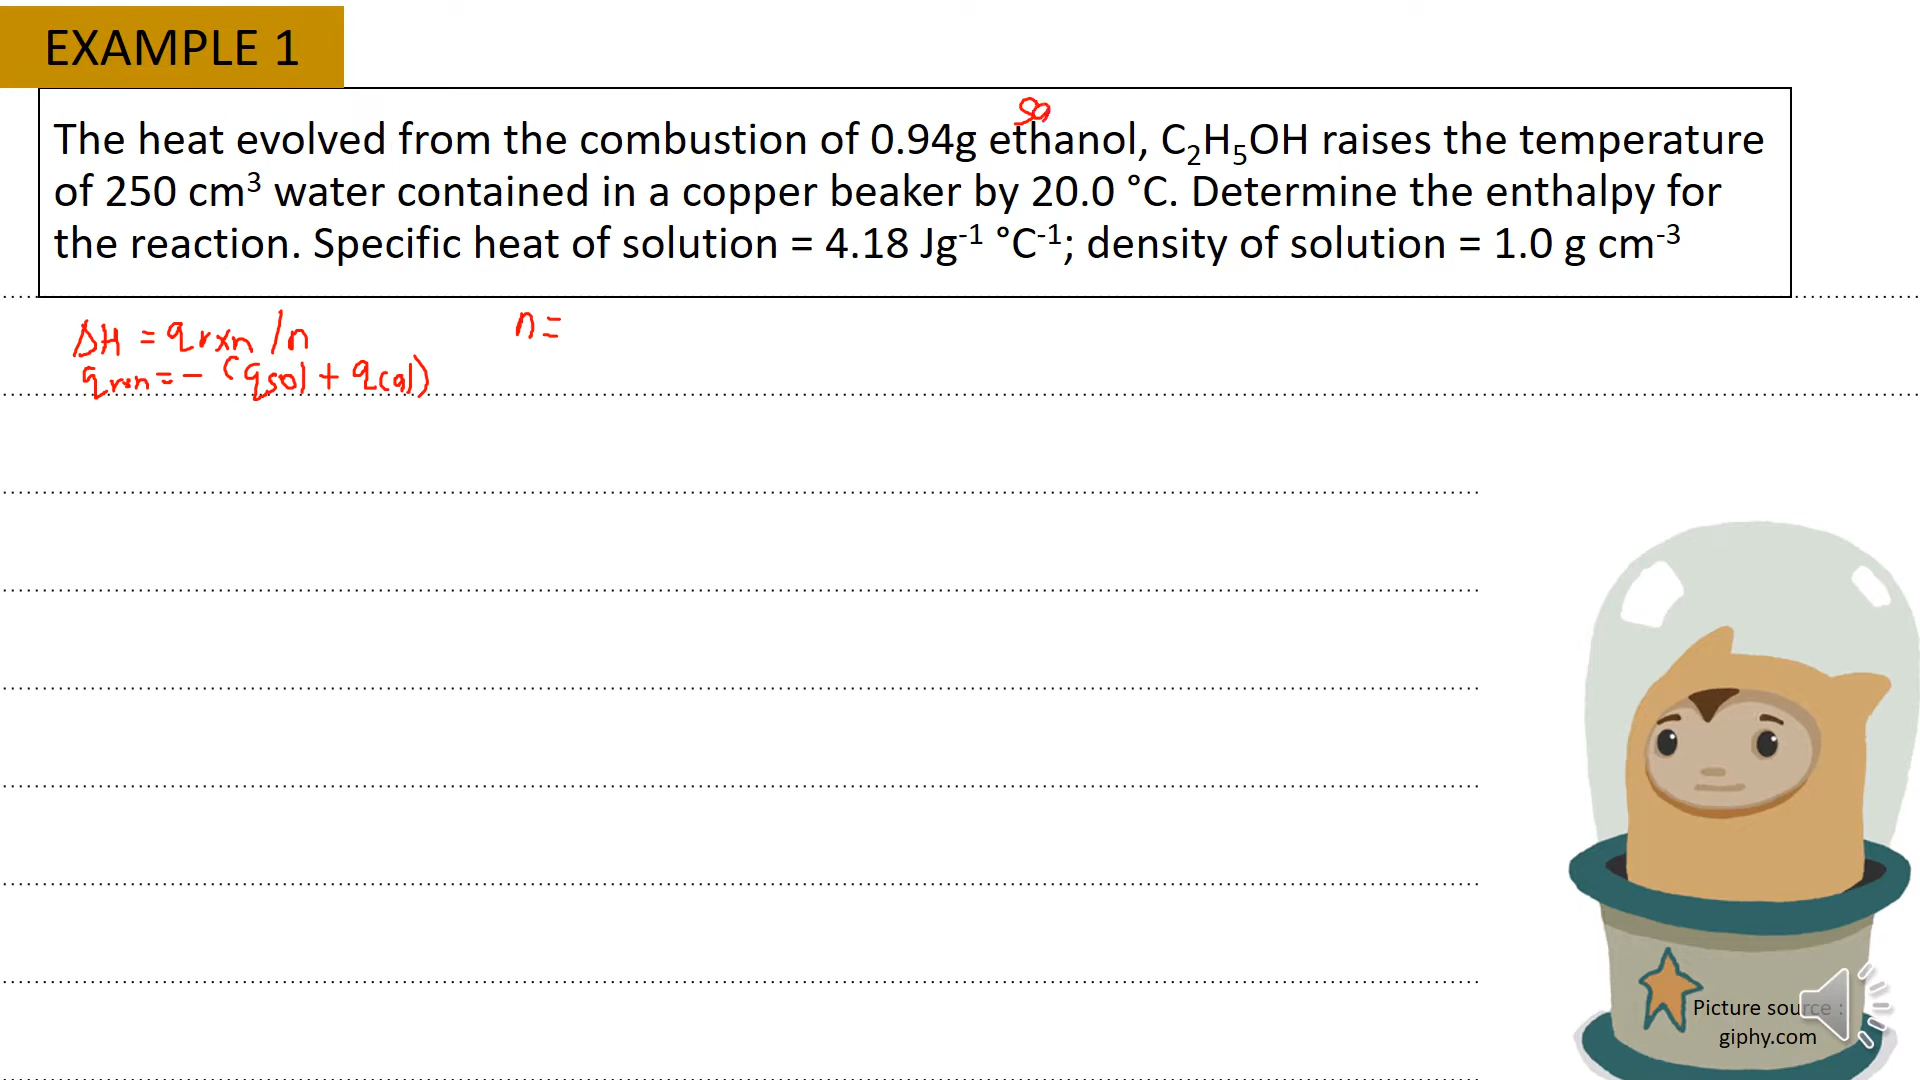 EXAMPLE 1
The heat evolved from the combustion of 0.94g ethanol, C₂H₅OH raises the temperature
of 250 cm³ water contained in a copper beaker by 20.0 °C. Determine the enthalpy for
the reaction. Specific heat of solution = 4.18 Jg⁻¹ °C⁻¹; density of solution = 1.0 g cm⁻³
ΔH = qrxn / n
n =
qrxn = - (qsol + qcal)
Picture source :
giphy.com